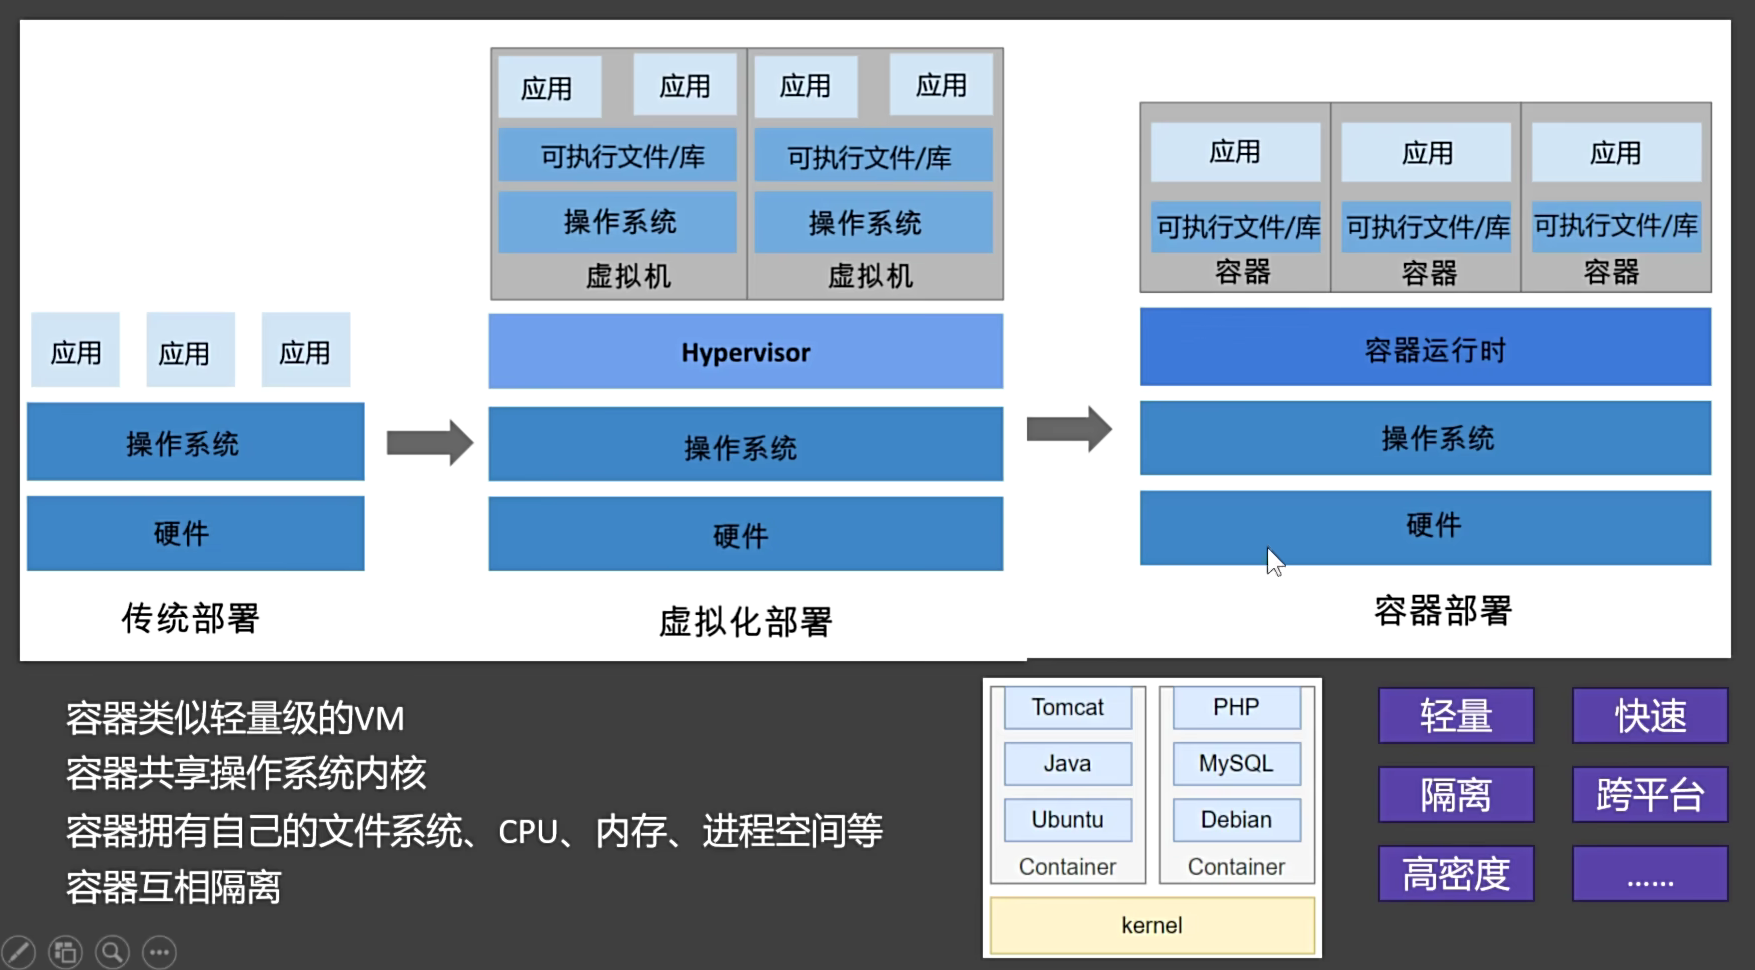 应用
应用
应用
操作系统
硬件
传统部署
应用
应用
应用
应用
可执行文件/库
可执行文件/库
操作系统
操作系统
虚拟机
虚拟机
Hypervisor
操作系统
硬件
虚拟化部署
应用
应用
应用
可执行文件/库
可执行文件/库
可执行文件/库
容器
容器
容器
容器运行时
操作系统
硬件
容器部署
容器类似轻量级的VM
容器共享操作系统内核
容器拥有自己的文件系统、CPU、内存、进程空间等
容器互相隔离
Tomcat
Java
Ubuntu
Container
PHP
MySQL
Debian
Container
kernel
轻量
快速
隔离
跨平台
高密度
......